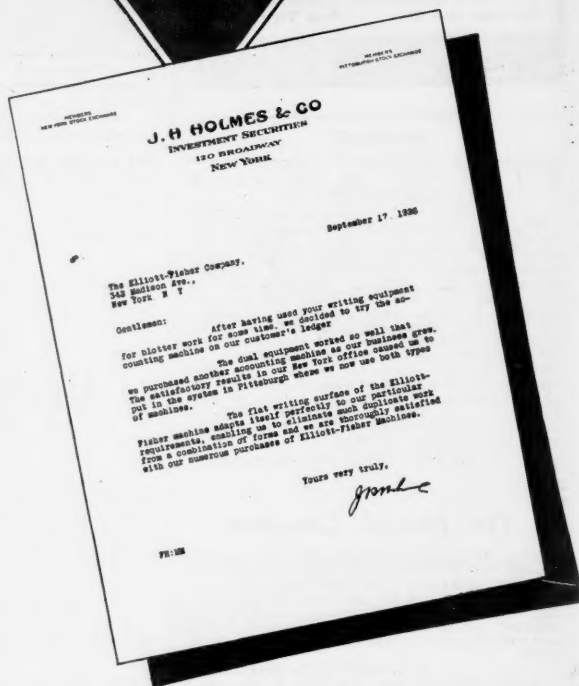 MEMBERS
NEW YORK STOCK EXCHANGE
MEMBERS
PITTSBURGH STOCK EXCHANGE
J. H HOLMES & CO
INVESTMENT SECURITIES
120 BROADWAY
NEW YORK
September 17. 1926
The Elliott-Fisher Company,
342 Madison Ave.,
New York N Y
Gentlemen:
After having used your writing equipment
for blotter work for some time, we decided to try the ac-
counting machine on our customer's ledger
The dual equipment worked so well that
we purchased another accounting machine as our business grew.
The satisfactory results in our New York office caused us to
put in the system in Pittsburgh where we now use both types
of machines.
The flat writing surface of the Elliott-
Fisher machine adapts itself perfectly to our particular
requirements, enabling us to eliminate much duplicate work
from a combination of forms and we are thoroughly satisfied
with our numerous purchases of Elliott-Fisher Machines.
Yours very truly,